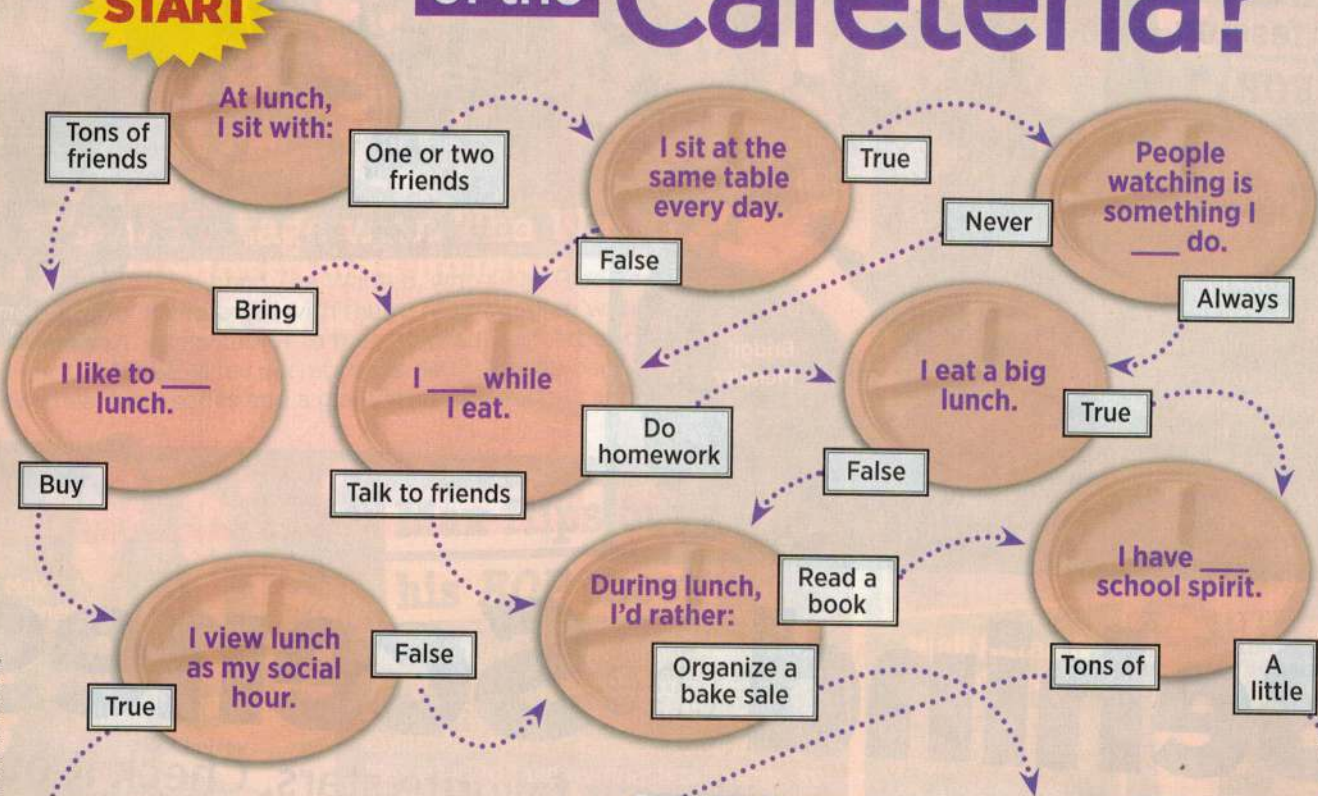 START
of the
Cafeteria?
At lunch,
I sit with:
Tons of
friends
One or two
friends
I sit at the
same table
every day.
True
False
People
watching is
something I
___ do.
Never
Always
I like to ___
lunch.
Bring
Buy
I ___ while
I eat.
Do
homework
Talk to friends
I eat a big
lunch.
True
False
I have ___
school spirit.
Tons of
A
little
During lunch,
I'd rather:
Read a
book
Organize a
bake sale
I view lunch
as my social
hour.
False
True